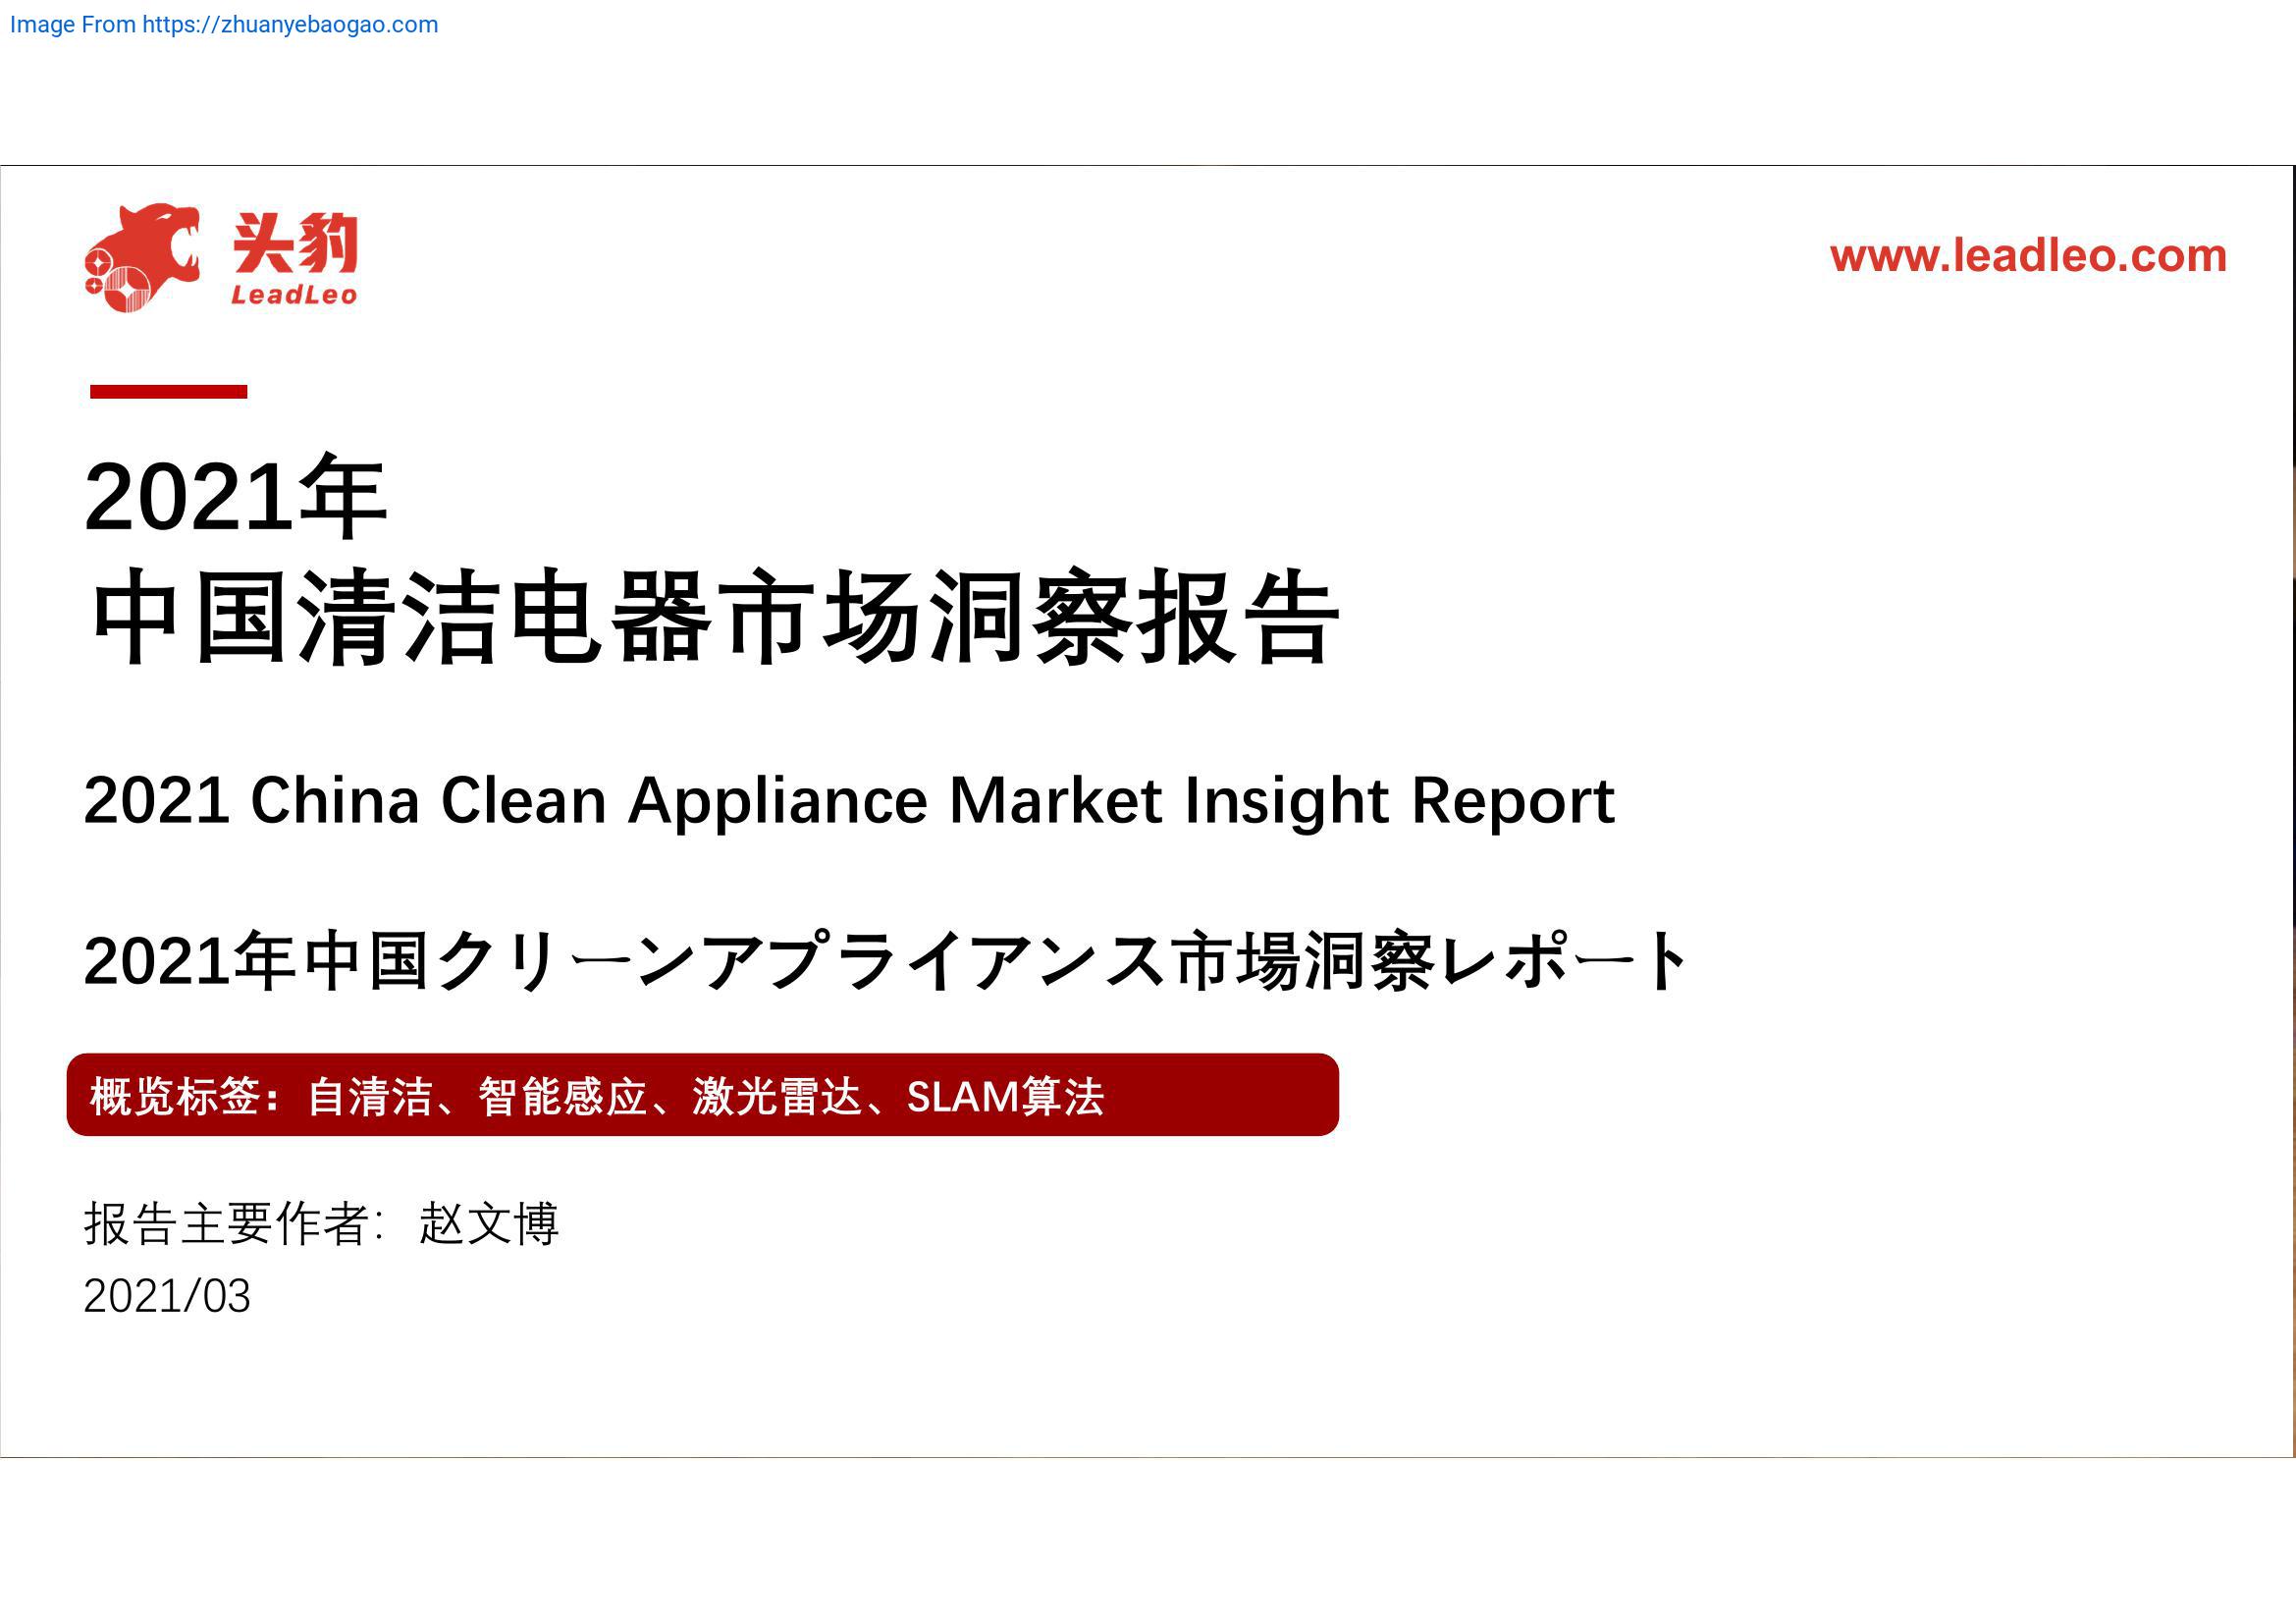 Image From https://zhuanyebaogao.com
头豹
LeadLeo
www.leadleo.com
2021年
中国清洁电器市场洞察报告
2021 China Clean Appliance Market Insight Report
2021年中国クリーンアプライアンス市場洞察レポート
概览标签：自清洁、智能感应、激光雷达、SLAM算法
报告主要作者：赵文博
2021/03